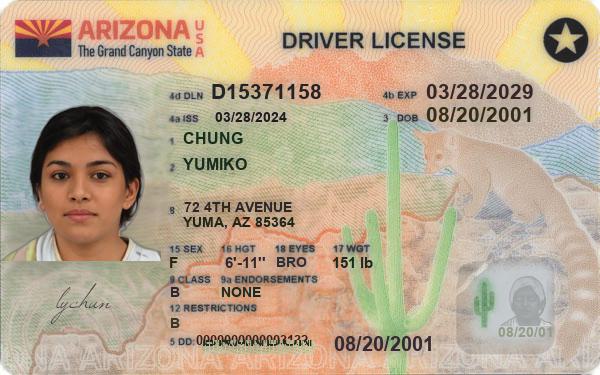 ARIZONA USA
The Grand Canyon State
DRIVER LICENSE
4d DLN D15371158
4b EXP 03/28/2029
4a ISS 03/28/2024
3 DOB 08/20/2001
1 CHUNG
2 YUMIKO
8 72 4TH AVENUE
YUMA, AZ 85364
15 SEX 16 HGT 18 EYES 17 WGT
F 6'-11" BRO 151 lb
9 CLASS 9a ENDORSEMENTS
B NONE
12 RESTRICTIONS
B
5 DD:
08/20/2001
08/20/01
lychun
ARIZONA ARIZONA ARIZONA